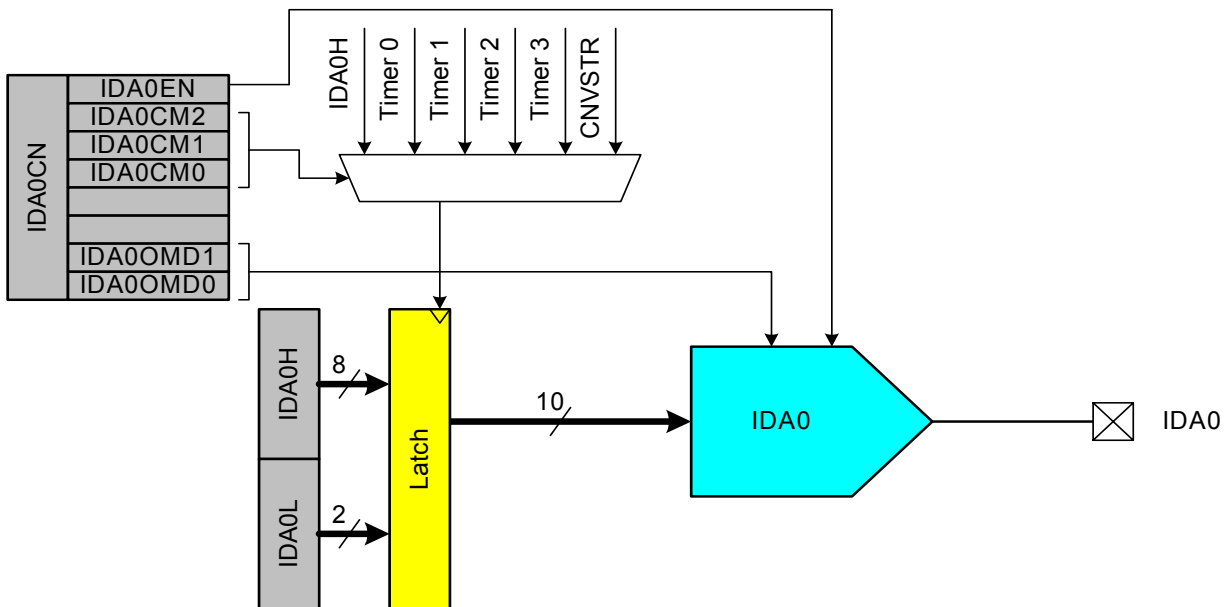 IDA0CN
IDA0EN
IDA0CM2
IDA0CM1
IDA0CM0
IDA0OMD1
IDA0OMD0
IDA0H
Timer 0
Timer 1
Timer 2
Timer 3
CNVSTR
IDA0H
8
IDA0L
2
Latch
10
IDA0
IDA0